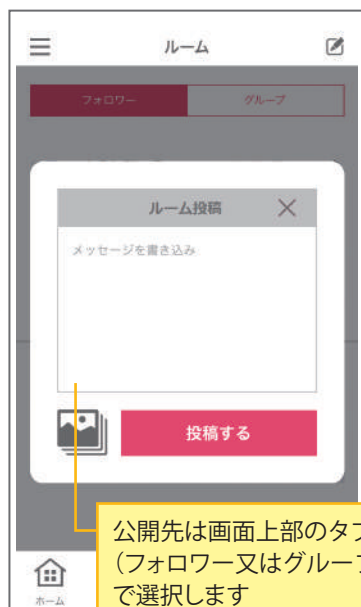 ルーム
フォロワー グループ
ルーム投稿
メッセージを書き込み
投稿する
公開先は画面上部のタブ
(フォロワー又はグループ
で選択します
ホーム